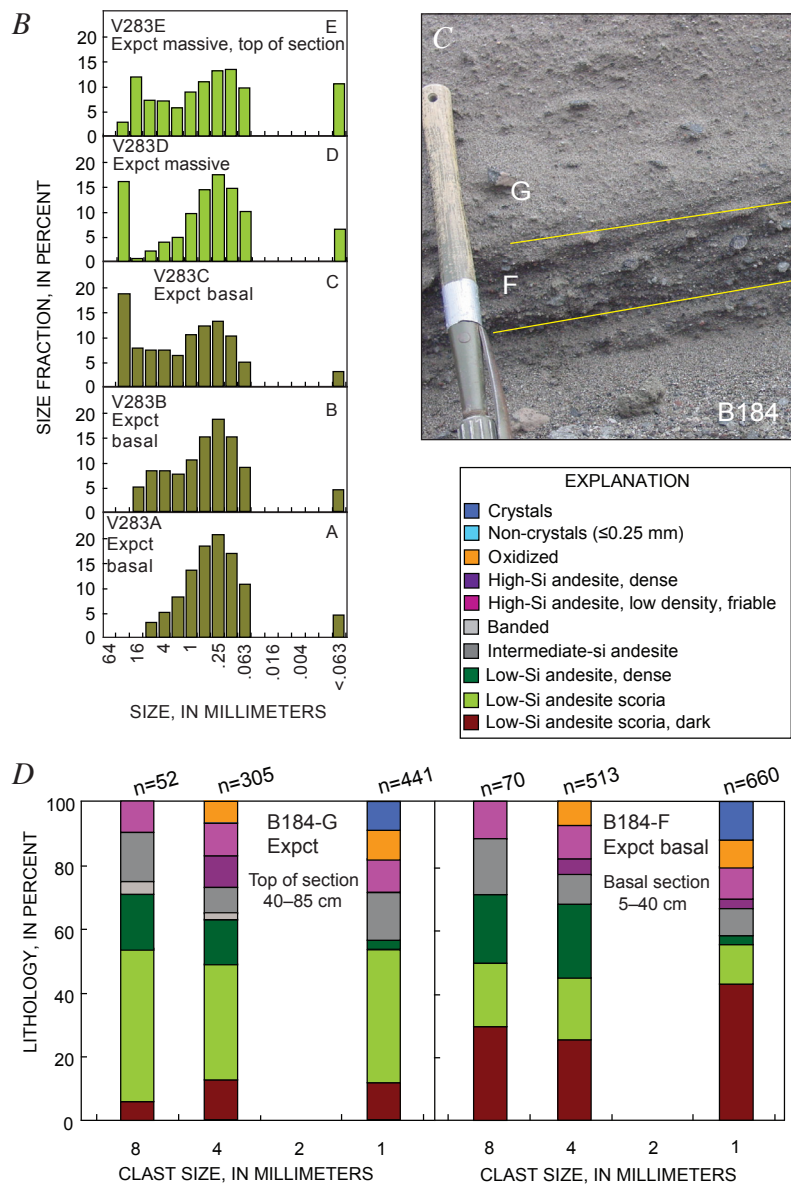 B
SIZE FRACTION, IN PERCENT
V283E
E
Expct massive, top of section
20
15
10
5
0
V283D
D
Expct massive
20
15
10
5
0
V283C
C
Expct basal
20
15
10
5
0
V283B
B
Expct
basal
20
15
10
5
0
V283A
A
Expct
basal
20
15
10
5
0
64
16
4
1
.25
.063
.016
.004
<.063
SIZE, IN MILLIMETERS
C
G
F
B184
EXPLANATION
Crystals
Non-crystals (≤0.25 mm)
Oxidized
High-Si andesite, dense
High-Si andesite, low density, friable
Banded
Intermediate-si andesite
Low-Si andesite, dense
Low-Si andesite scoria
Low-Si andesite scoria, dark
D
n=52
n=305
n=441
n=70
n=513
n=660
LITHOLOGY, IN PERCENT
100
80
60
40
20
0
B184-G
Expct
Top of section
40–85 cm
B184-F
Expct basal
Basal section
5–40 cm
8
4
2
1
8
4
2
1
CLAST SIZE, IN MILLIMETERS
CLAST SIZE, IN MILLIMETERS